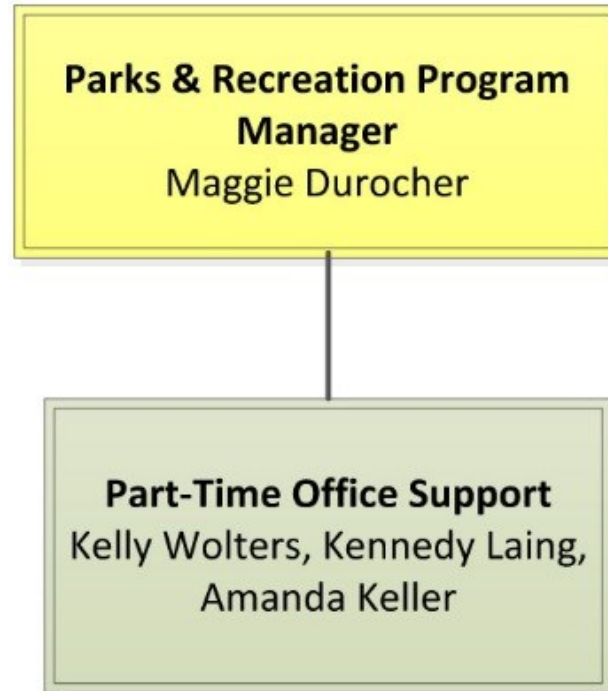 Parks & Recreation Program
Manager
Maggie Durocher
Part-Time Office Support
Kelly Wolters, Kennedy Laing,
Amanda Keller